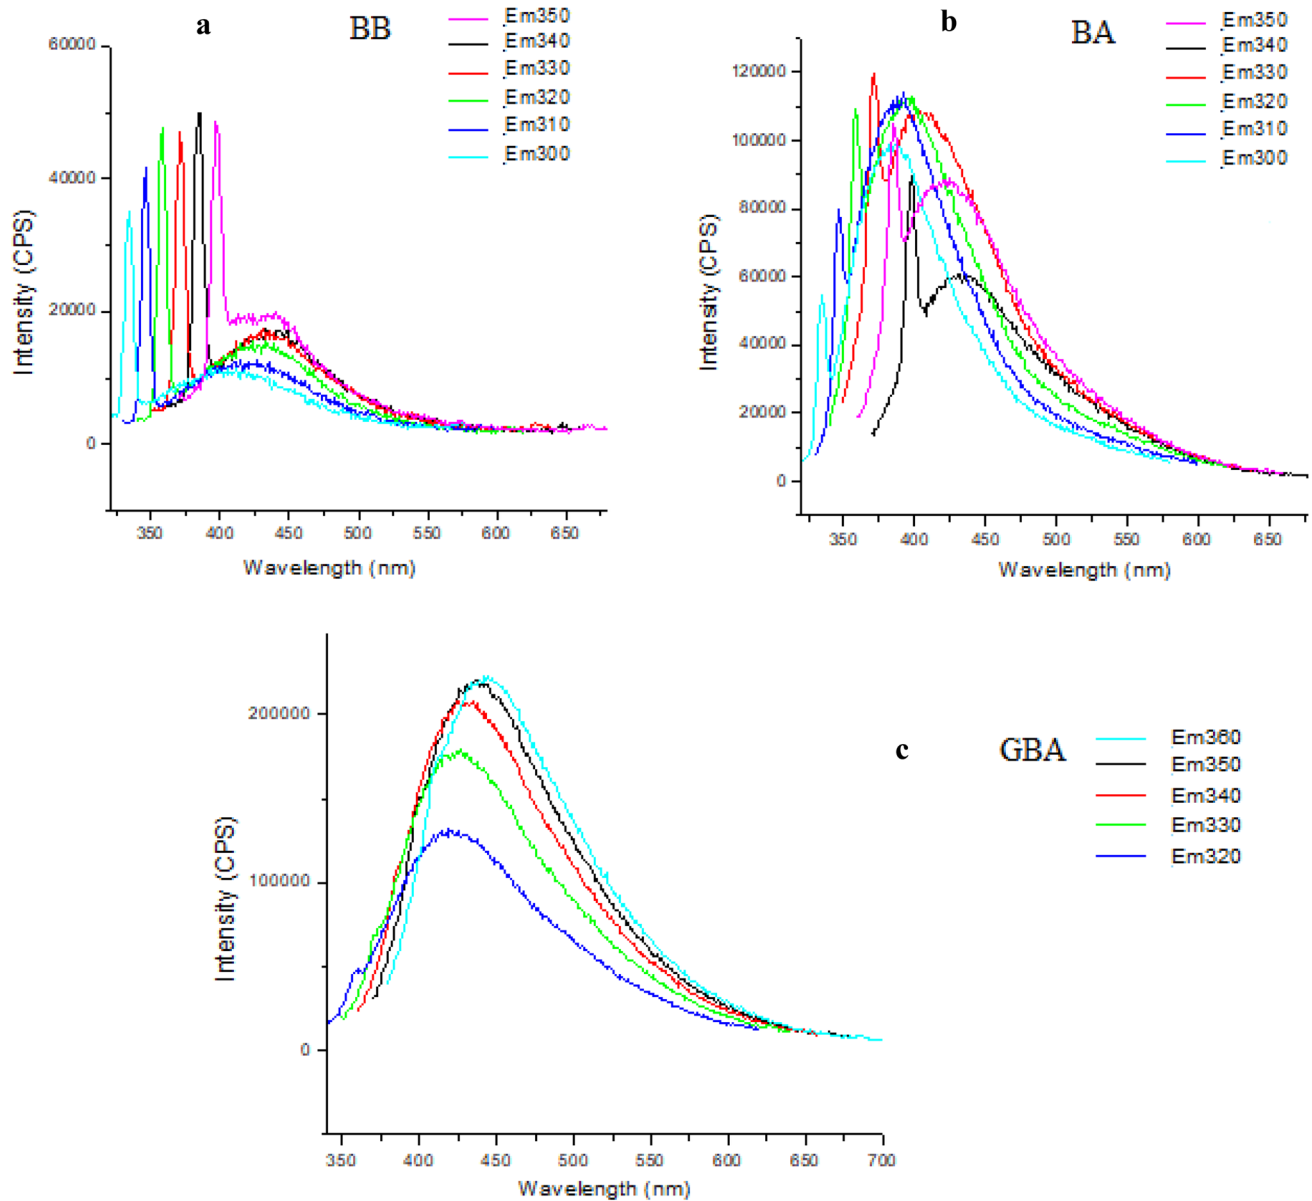 a
BB
Em350
Em340
Em330
Em320
Em310
Em300
60000
40000
20000
0
Intensity (CPS)
350 400 450 500 550 600 650
Wavelength (nm)
b
BA
Em350
Em340
Em330
Em320
Em310
Em300
120000
100000
80000
60000
40000
20000
0
Intensity (CPS)
350 400 450 500 550 600 650
Wavelength (nm)
c
GBA
Em360
Em350
Em340
Em330
Em320
200000
100000
0
Intensity (CPS)
350 400 450 500 550 600 650 700
Wavelength (nm)